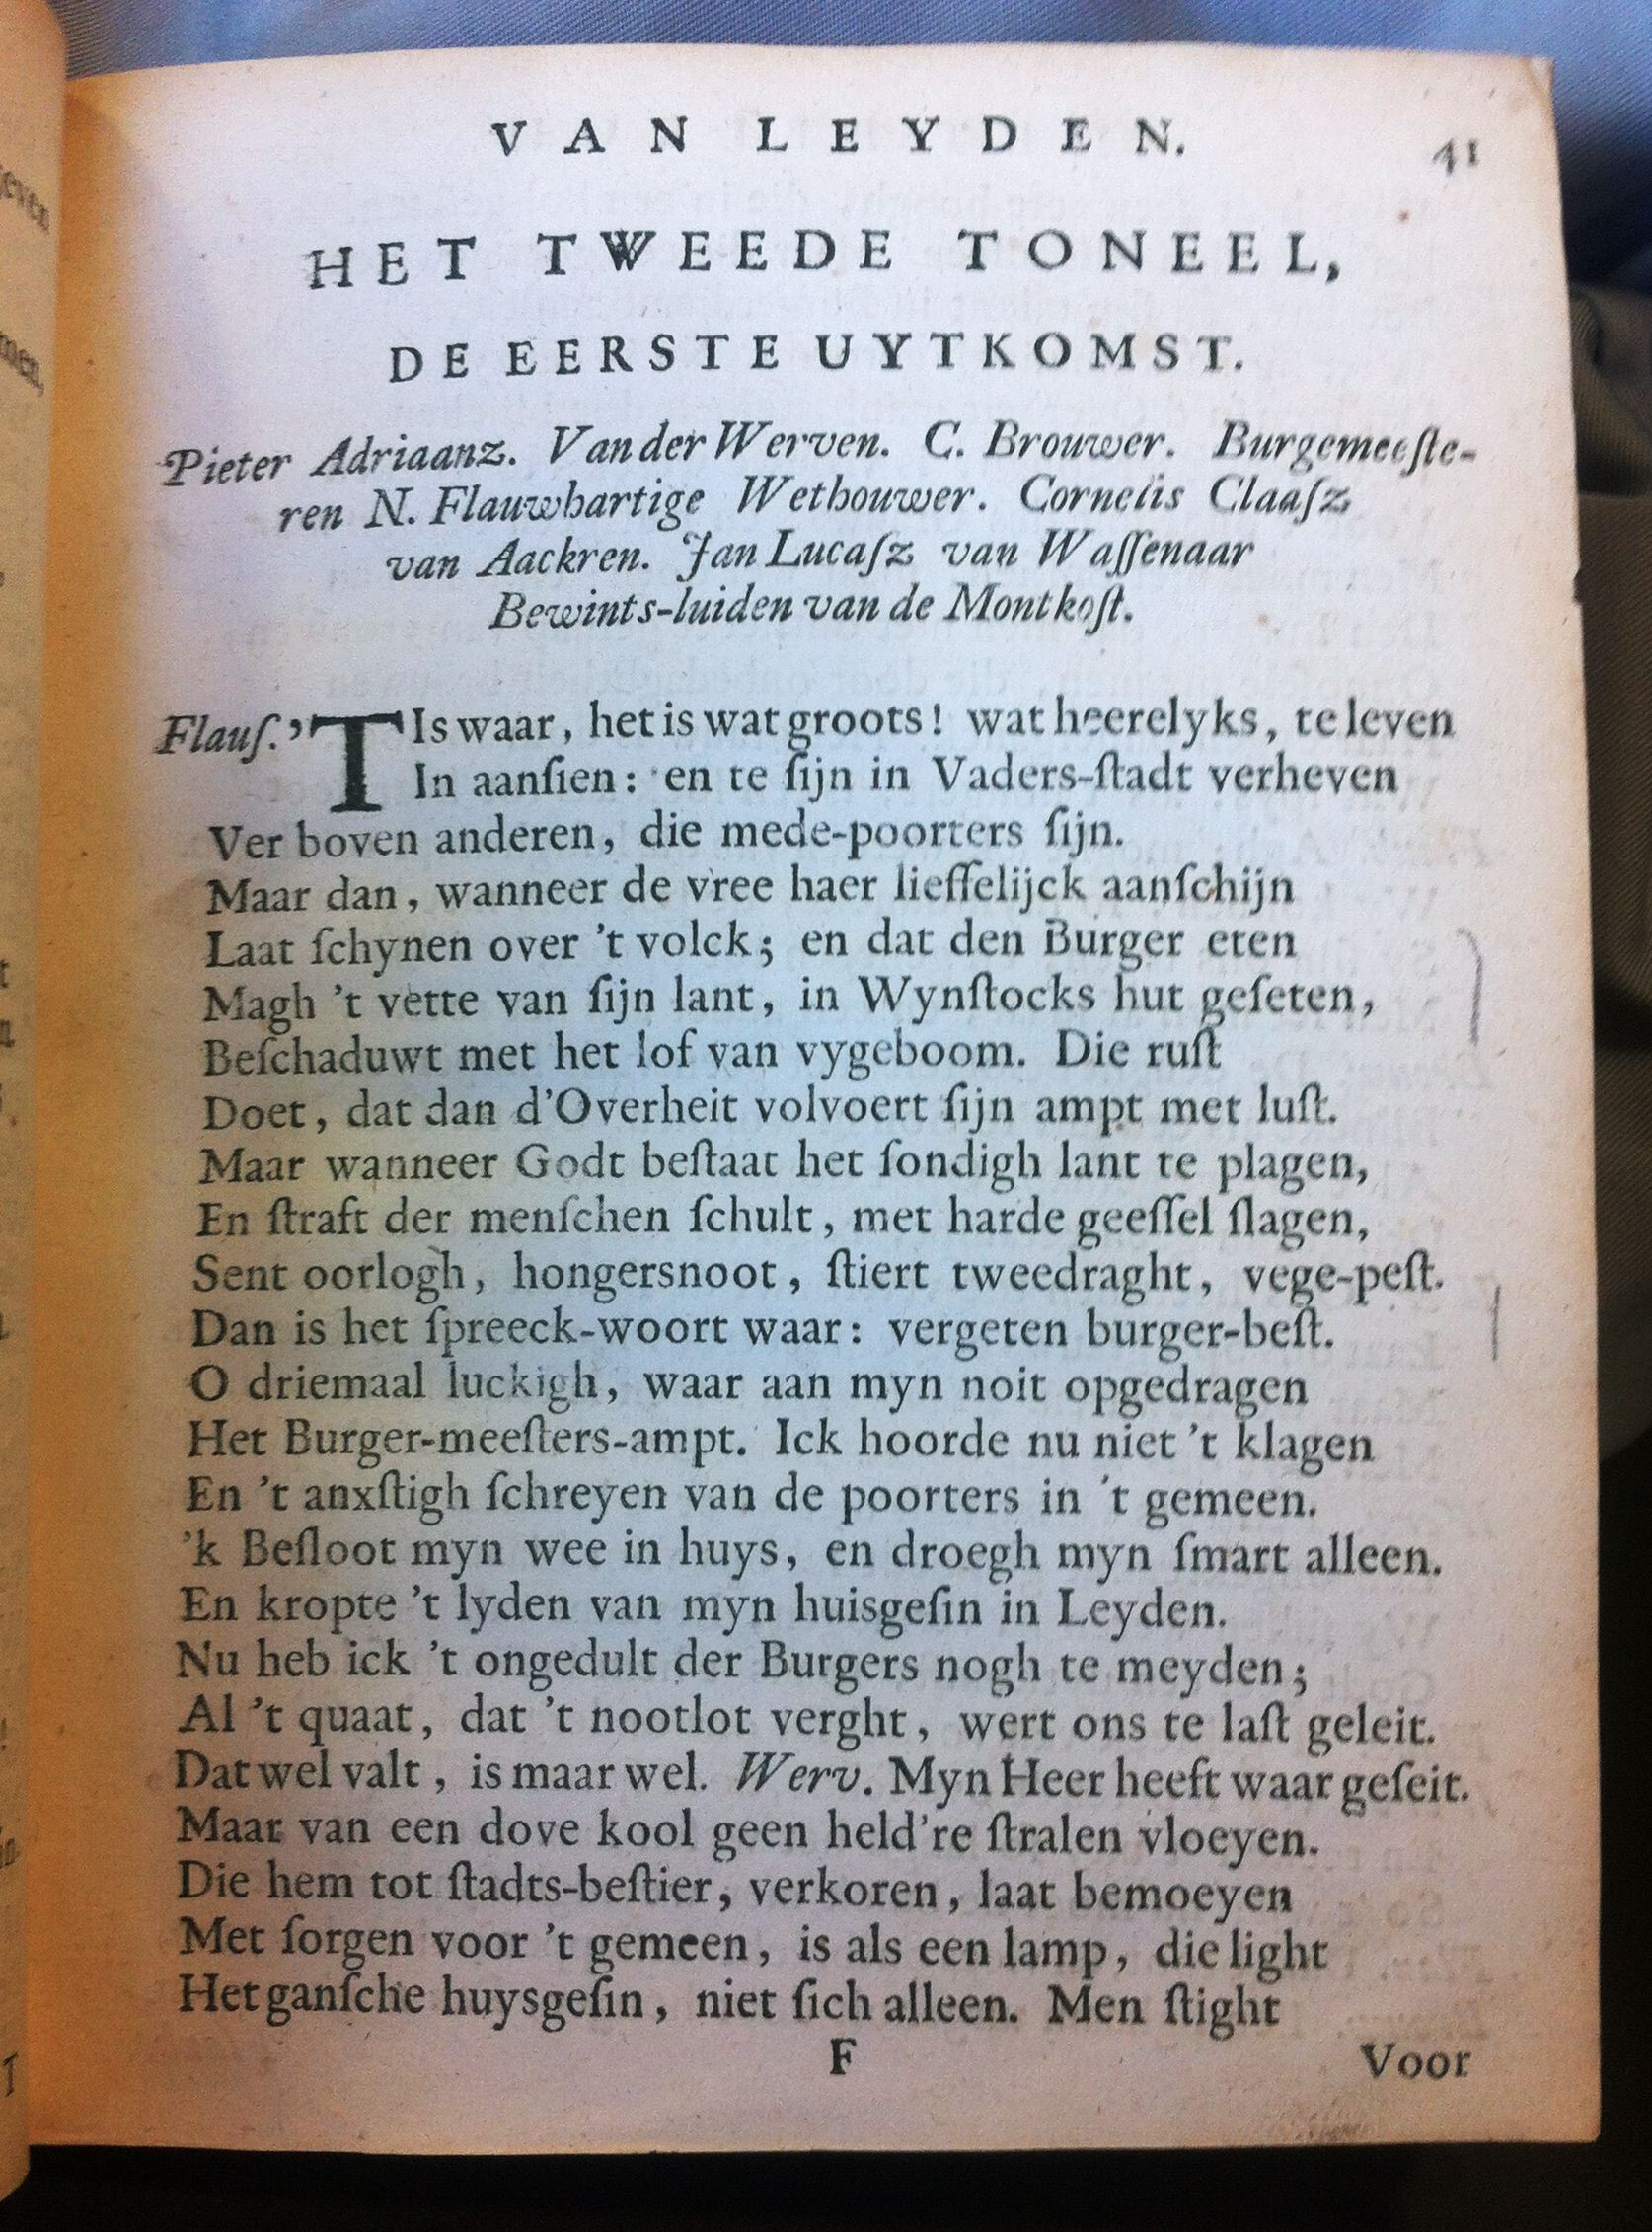 VAN LEYDEN. 41
HET TWEEDE TONEEL,
DE EERSTE UYTKOMST.
Pieter Adriaanz. Van der Werven. C. Brouwer. Burgemeeſte-
ren N. Flauwhartige Wethouwer. Cornelis Claaſz
van Aackren. Jan Lucaſz van Waſſenaar
Bewints-luiden van de Montkoſt.
Flauſ. 'T Is waar, het is wat groots! wat heerelyks, te leven
In aanſien: en te ſijn in Vaders-ſtadt verheven
Ver boven anderen, die mede-poorters ſijn.
Maar dan, wanneer de vree haer lieffelijck aanſchijn
Laat ſchynen over 't volck; en dat den Burger eten
Magh 't vette van ſijn lant, in Wynſtocks hut geſeten,
Beſchaduwt met het lof van vygeboom. Die ruſt
Doet, dat dan d'Overheit volvoert ſijn ampt met luſt.
Maar wanneer Godt beſtaat het ſondigh lant te plagen,
En ſtraft der menſchen ſchult, met harde geeſſel ſlagen,
Sent oorlogh, hongersnoot, ſtiert tweedraght, vege-peſt.
Dan is het ſpreeck-woort waar: vergeten burger-beſt.
O driemaal luckigh, waar aan myn noit opgedragen
Het Burger-meeſters-ampt. Ick hoorde nu niet 't klagen
En 't anxſtigh ſchreyen van de poorters in 't gemeen.
'k Beſloot myn wee in huys, en droegh myn ſmart alleen.
En kropte 't lyden van myn huisgeſin in Leyden.
Nu heb ick 't ongedult der Burgers nogh te meyden;
Al 't quaat, dat 't nootlot verght, wert ons te laſt geleit.
Dat wel valt, is maar wel. Werv. Myn Heer heeft waar geſeit.
Maar van een dove kool geen held're ſtralen vloeyen.
Die hem tot ſtadts-beſtier, verkoren, laat bemoeyen
Met ſorgen voor 't gemeen, is als een lamp, die light
Het ganſche huysgeſin, niet ſich alleen. Men ſtight
F Voor